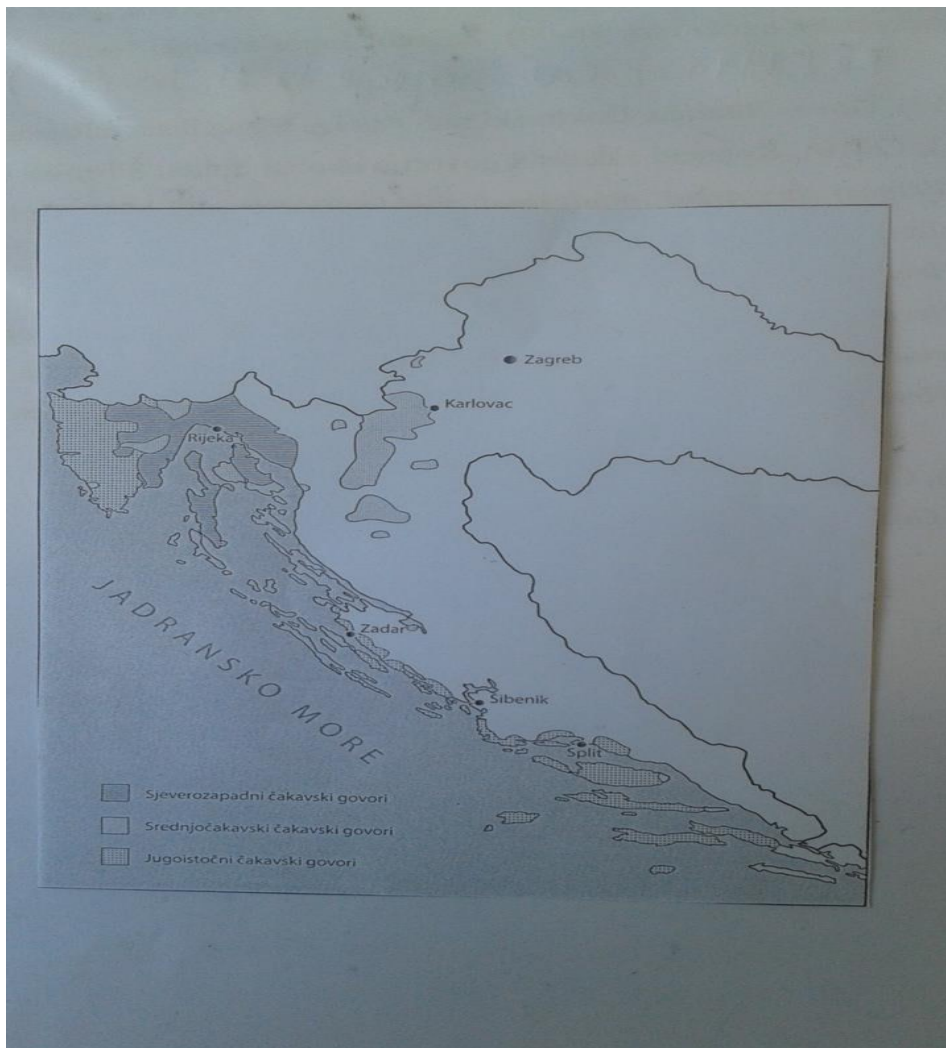 Zagreb
Karlovac
Rijeka
Zadar
Šibenik
Split
JADRANSKO MORE
Sjeverozapadni čakavski govori
Srednjočakavski čakavski govori
Jugoistočni čakavski govori